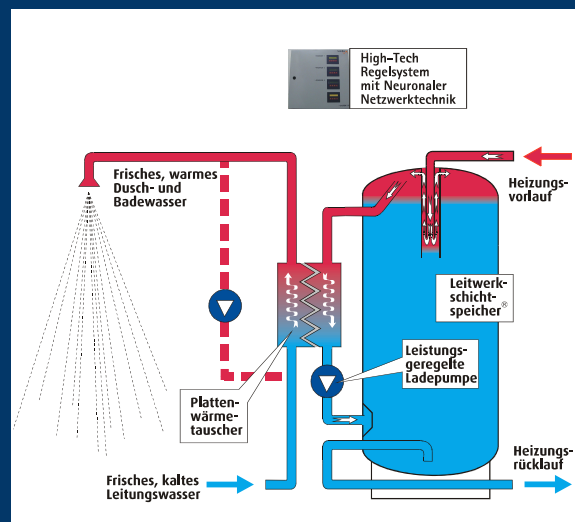 High-Tech
Regelsystem
mit Neuronaler
Netzwerktechnik
Frisches, warmes
Dusch- und
Badewasser
Heizungs-
vorlauf
Leitwerk-
schicht-
speicher®
Leistungs-
geregelte
Ladepumpe
Platten-
wärme-
tauscher
Frisches, kaltes
Leitungswasser
Heizungs-
rücklauf